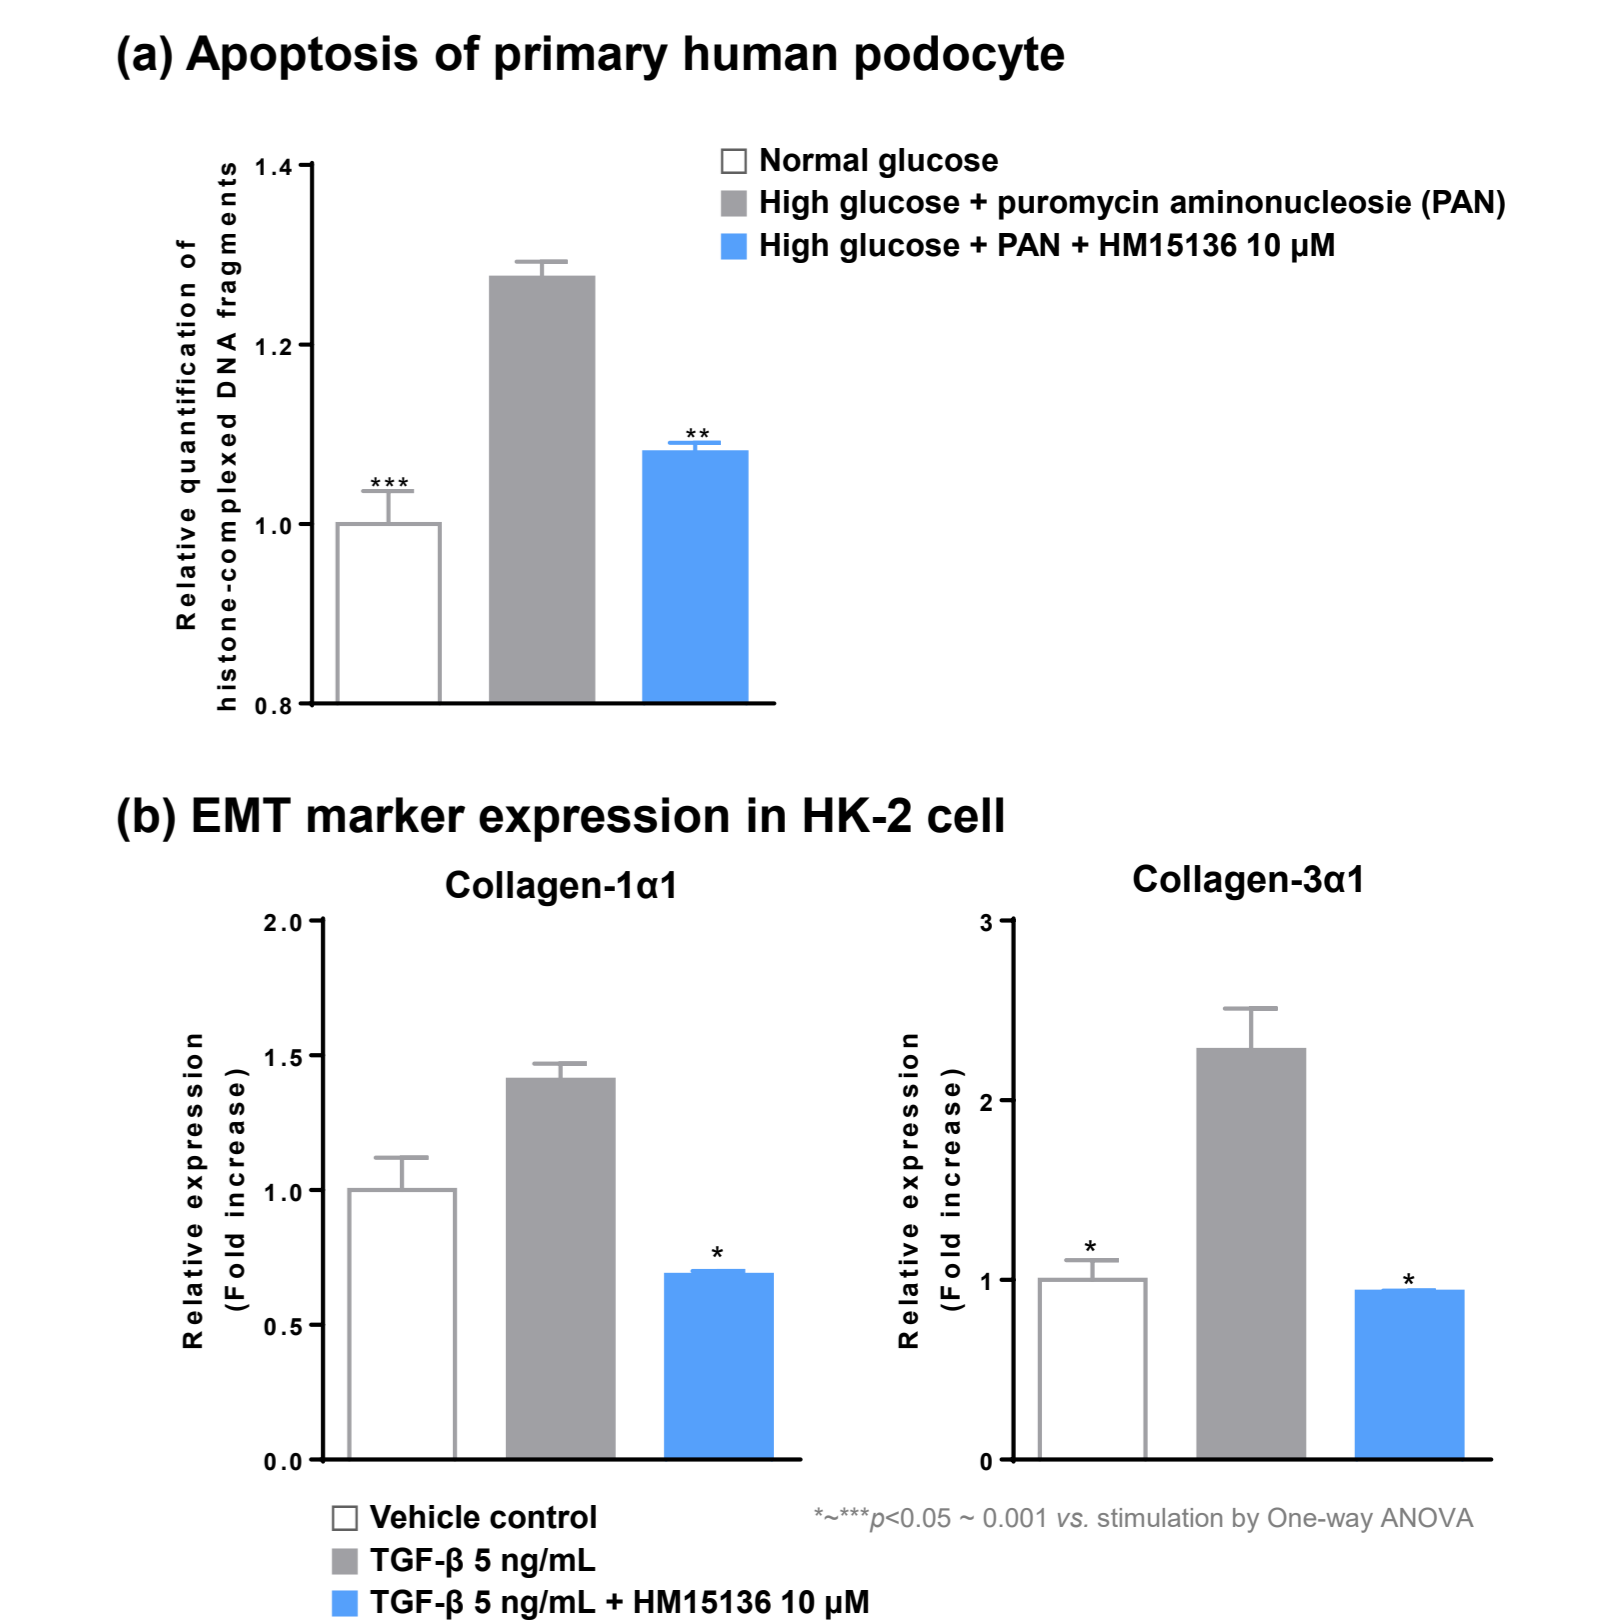 (a) Apoptosis of primary human podocyte
Relative quantification of
histone-complexed DNA fragments
1.4
1.2
1.0
0.8
***
**
Normal glucose
High glucose + puromycin aminonucleosie (PAN)
High glucose + PAN + HM15136 10 μM
(b) EMT marker expression in HK-2 cell
Collagen-1α1
Relative expression
(Fold increase)
2.0
1.5
1.0
0.5
0.0
*
Collagen-3α1
Relative expression
(Fold increase)
3
2
1
0
*
*
Vehicle control
TGF-β 5 ng/mL
TGF-β 5 ng/mL + HM15136 10 μM
*~***p<0.05 ~ 0.001 vs. stimulation by One-way ANOVA